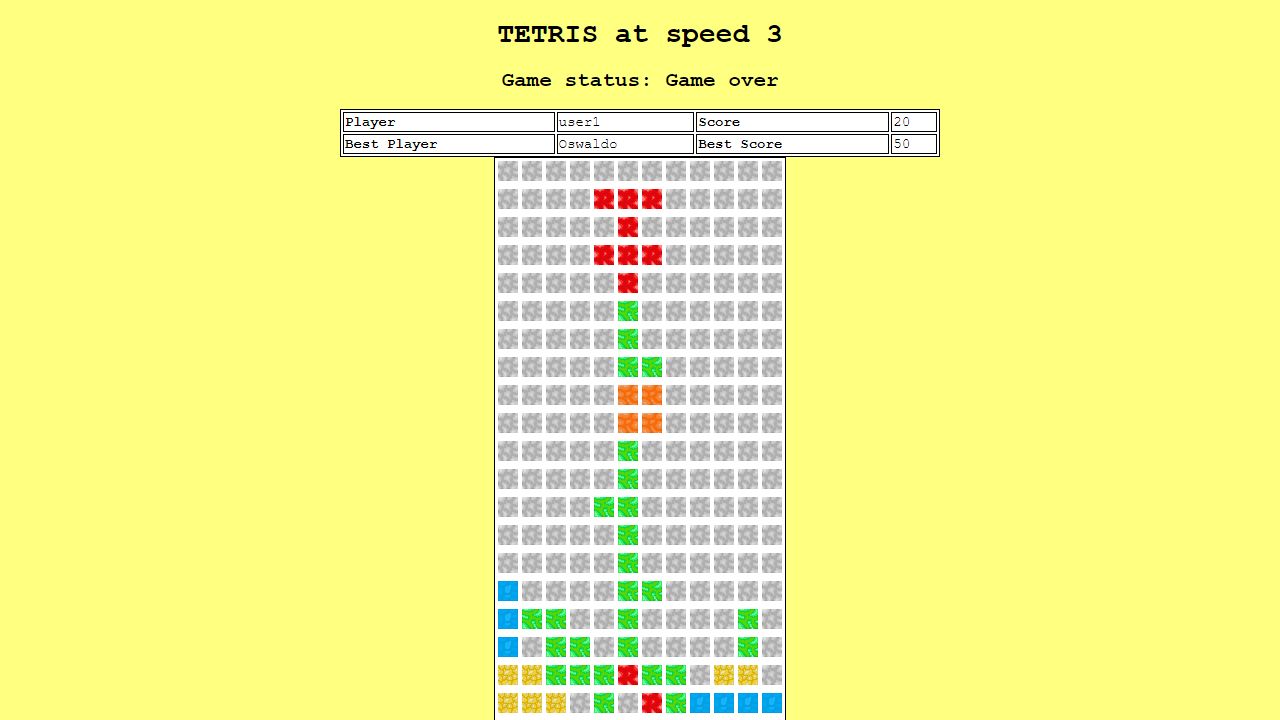 TETRIS at speed 3
Game status: Game over
Player user1 Score 20
Best Player Oswaldo Best Score 50